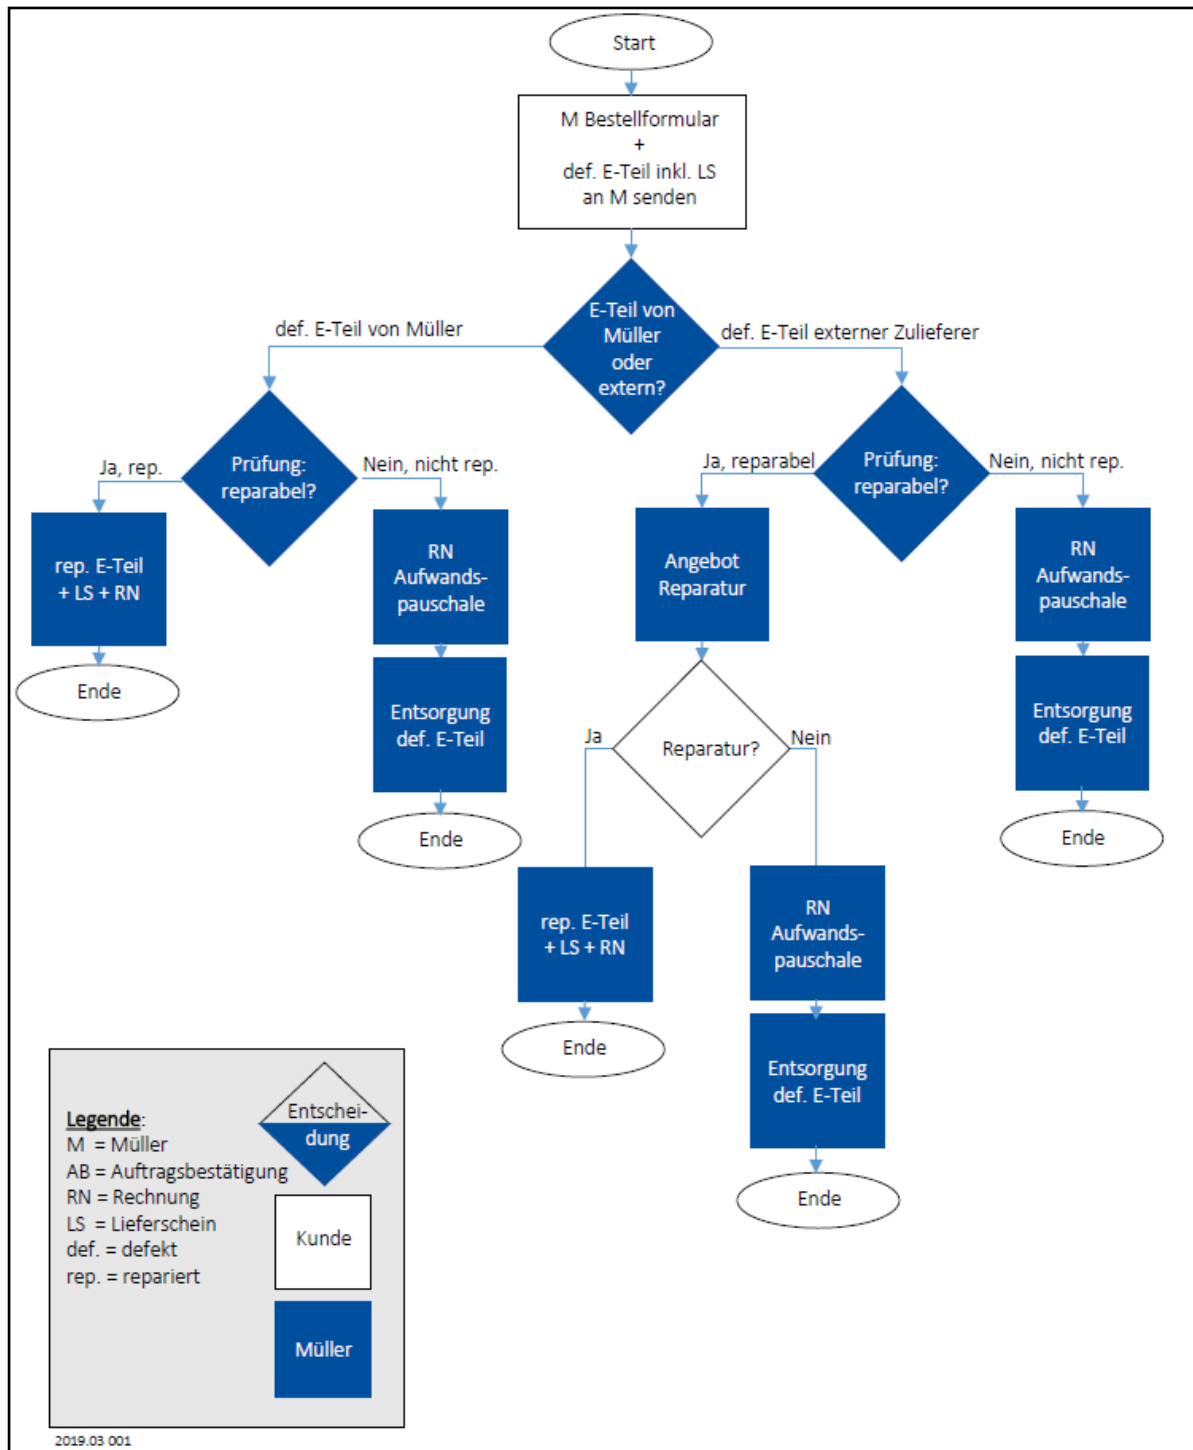 Start
M Bestellformular
+
def. E-Teil inkl. LS
an M senden
E-Teil von
Müller
oder
extern?
def. E-Teil von Müller
def. E-Teil externer Zulieferer
Prüfung:
reparabel?
Ja, rep.
Nein, nicht rep.
Prüfung:
reparabel?
Ja, reparabel
Nein, nicht rep.
rep. E-Teil
+ LS + RN
Ende
RN
Aufwands-
pauschale
Entsorgung
def. E-Teil
Ende
Angebot
Reparatur
RN
Aufwands-
pauschale
Entsorgung
def. E-Teil
Ende
Reparatur?
Ja
Nein
rep. E-Teil
+ LS + RN
Ende
RN
Aufwands-
pauschale
Entsorgung
def. E-Teil
Ende
Legende:
M = Müller
AB = Auftragsbestätigung
RN = Rechnung
LS = Lieferschein
def. = defekt
rep. = repariert
Entschei-
dung
Kunde
Müller
2019.03 001